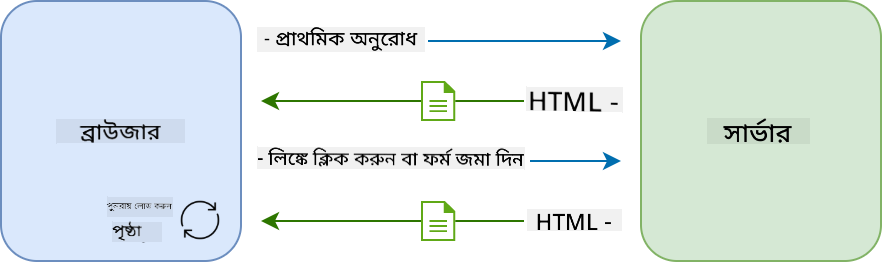 - প্রাথমিক অনুরোধ
HTML -
ব্রাউজার
সার্ভার
- লিঙ্কে ক্লিক করুন বা ফর্ম জমা দিন
পুনরায় লোড করুন
পৃষ্ঠা
HTML -